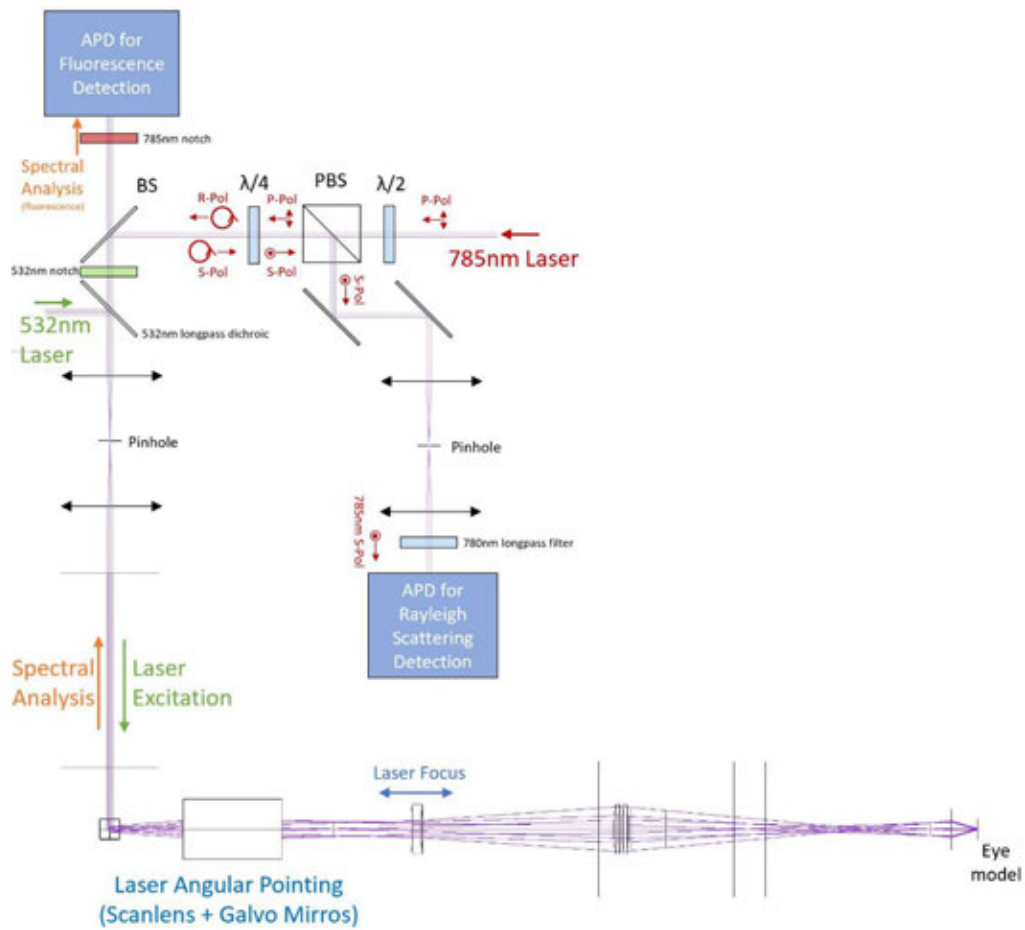 APD for
Fluorescence
Detection
785nm notch
Spectral
Analysis
(fluorescence)
BS
λ/4
PBS
λ/2
R-Pol
P-Pol
P-Pol
S-Pol
S-Pol
S-Pol
785nm Laser
532nm notch
532nm longpass dichroic
532nm
Laser
Pinhole
Pinhole
785nm S-Pol
780nm longpass filter
APD for
Rayleigh
Scattering
Detection
Spectral
Analysis
Laser
Excitation
Laser Focus
Eye
model
Laser Angular Pointing
(Scanlens + Galvo Mirros)